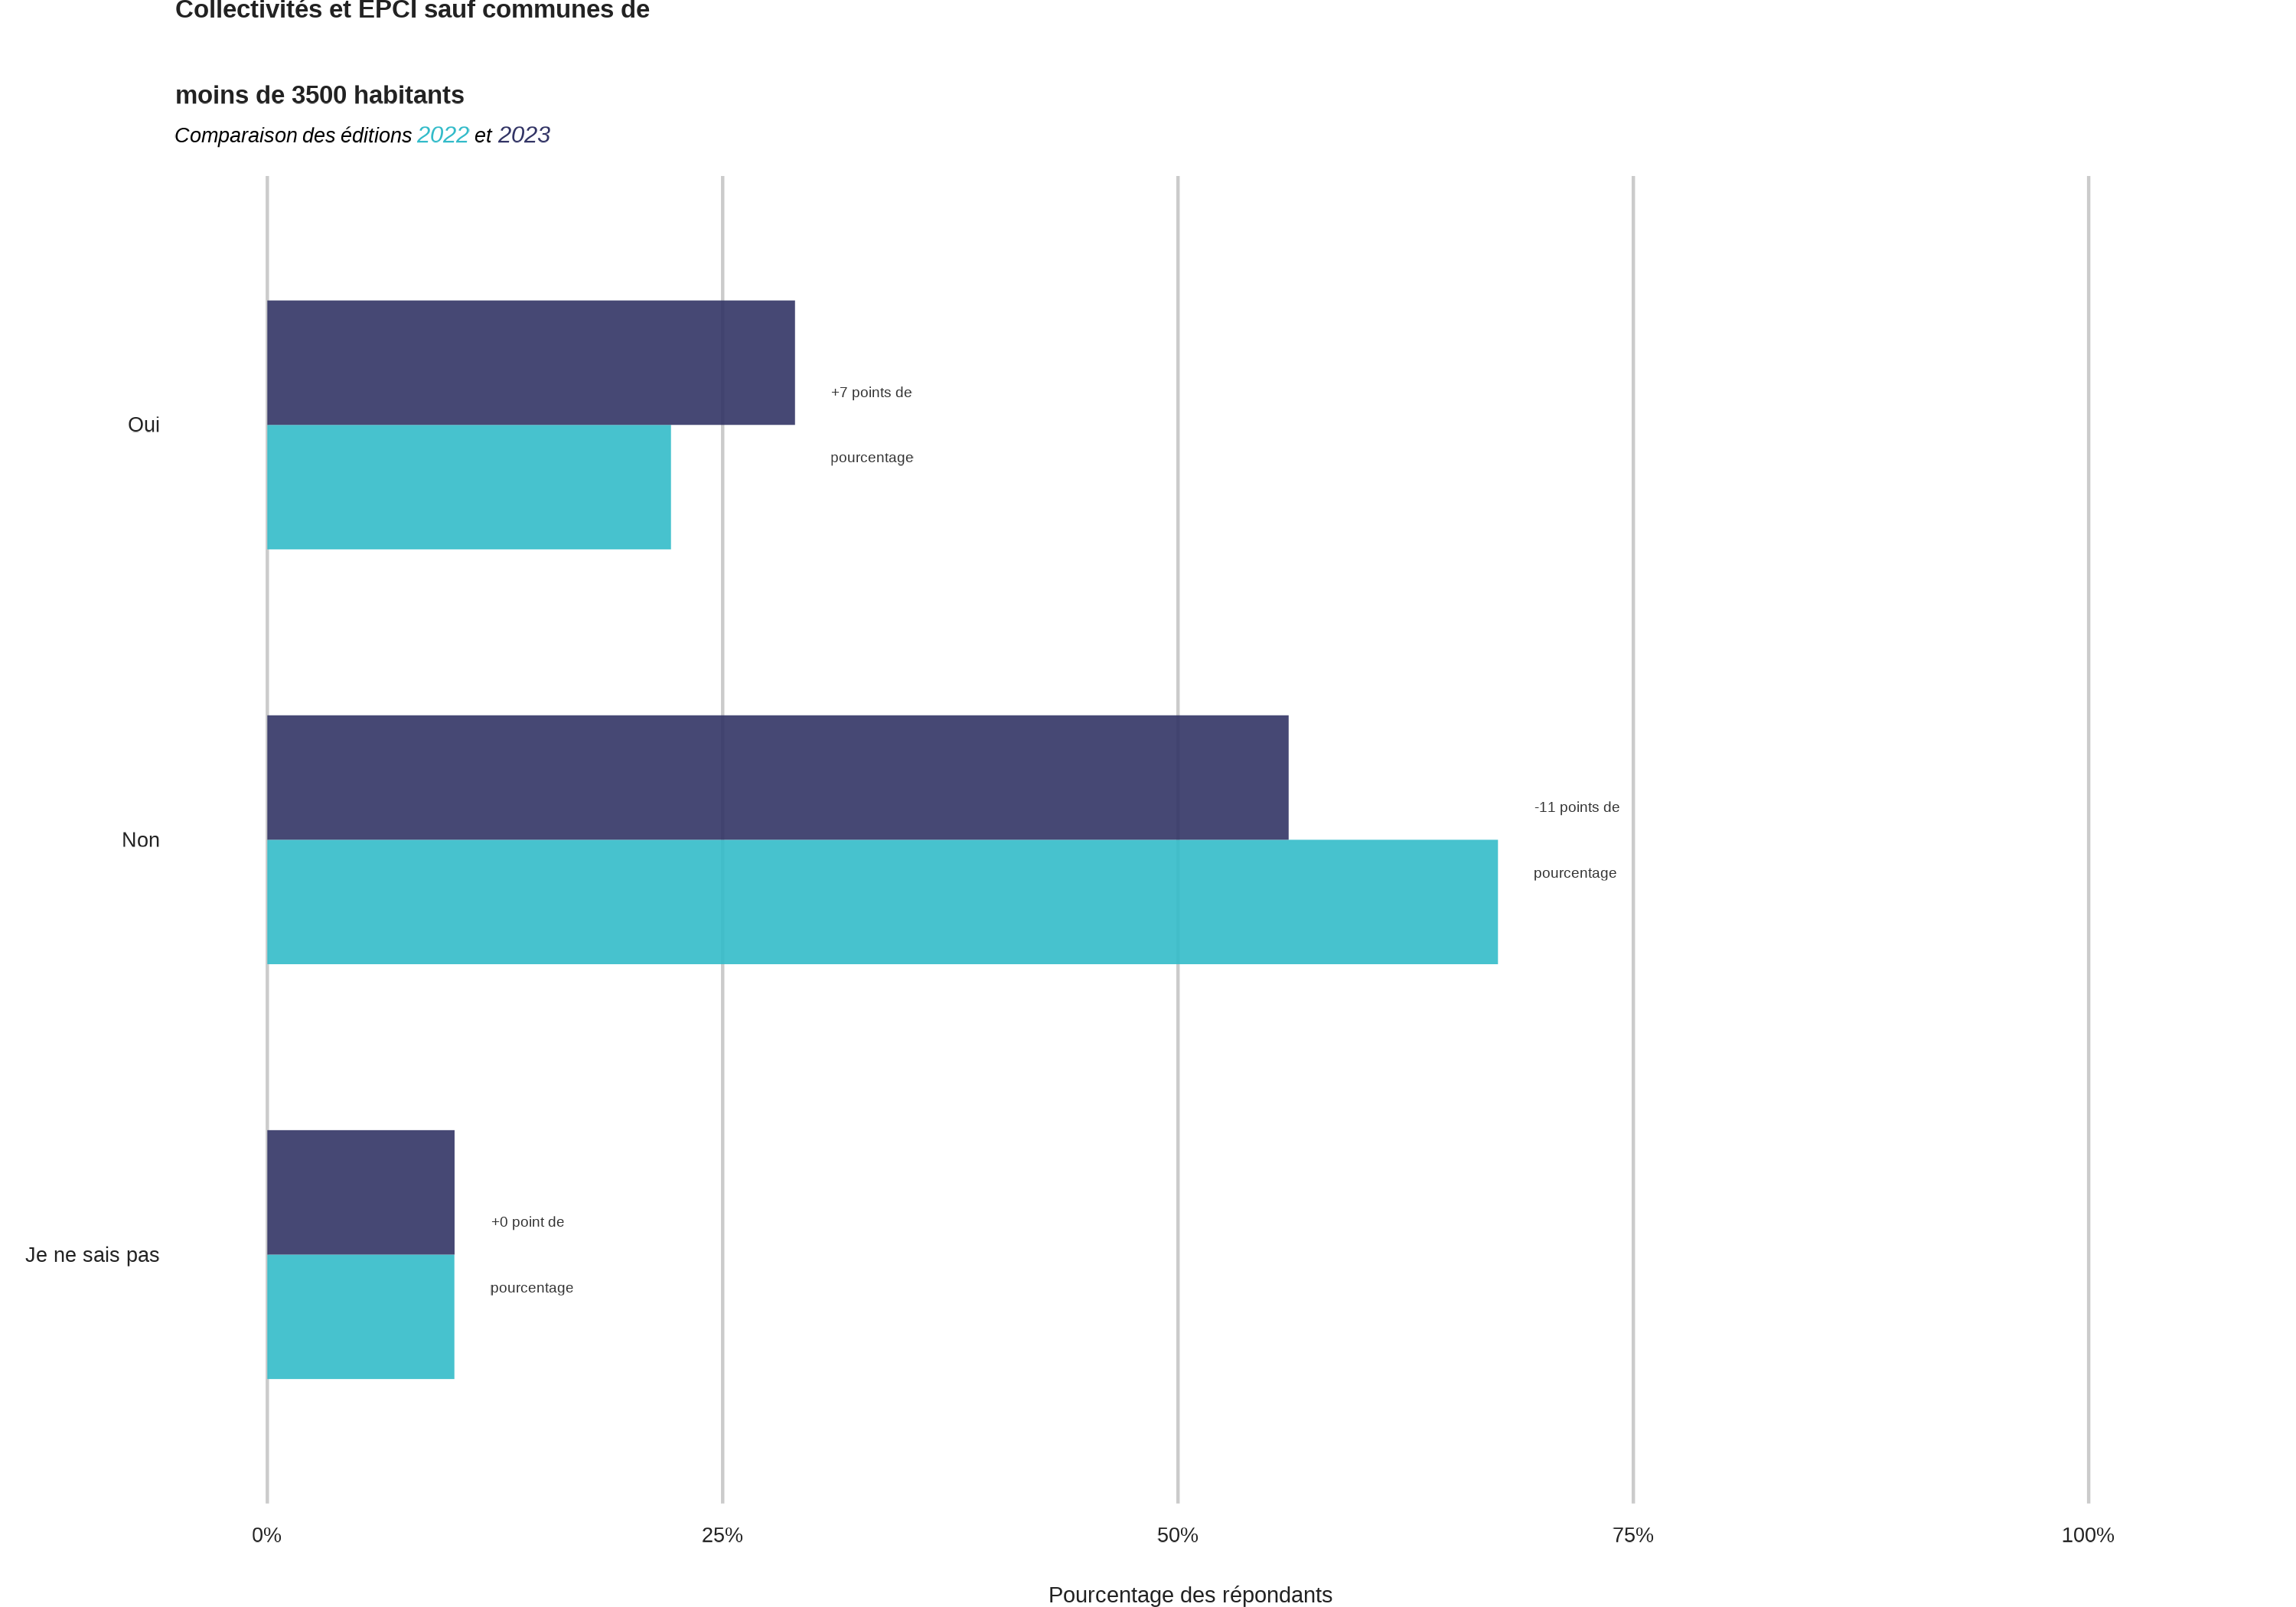 Collectivités et EPCI sauf communes de
moins de 3500 habitants
Comparaison des éditions 2022 et 2023
+7 points de
Oui
pourcentage
-11 points de
Non
pourcentage
+0 point de
Je ne sais pas
pourcentage
0% 25% 50% 75% 100%
Pourcentage des répondants